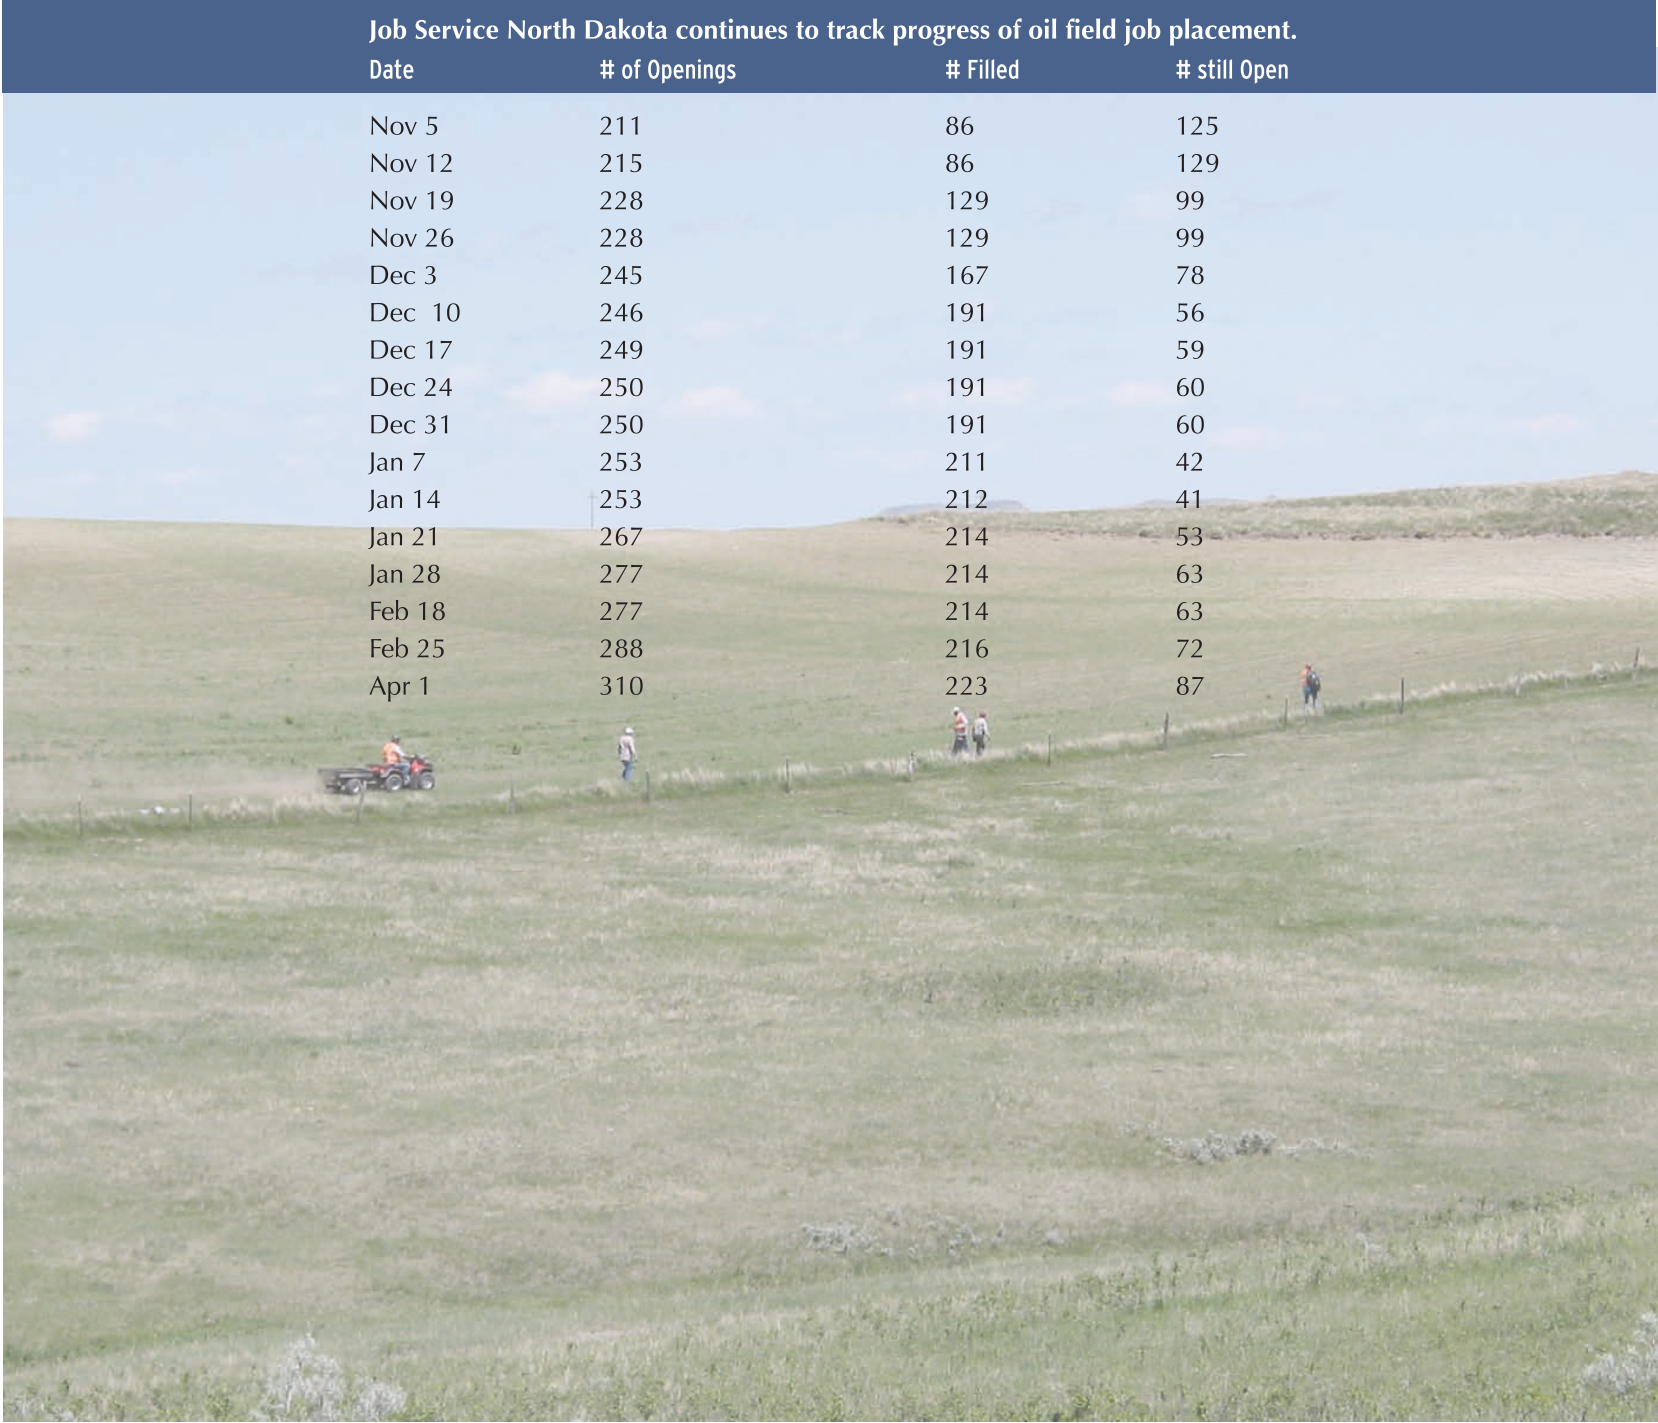 Job Service North Dakota continues to track progress of oil field job placement.
Date # of Openings # Filled # still Open
Nov 5 211 86 125
Nov 12 215 86 129
Nov 19 228 129 99
Nov 26 228 129 99
Dec 3 245 167 78
Dec 10 246 191 56
Dec 17 249 191 59
Dec 24 250 191 60
Dec 31 250 191 60
Jan 7 253 211 42
Jan 14 253 212 41
Jan 21 267 214 53
Jan 28 277 214 63
Feb 18 277 214 63
Feb 25 288 216 72
Apr 1 310 223 87